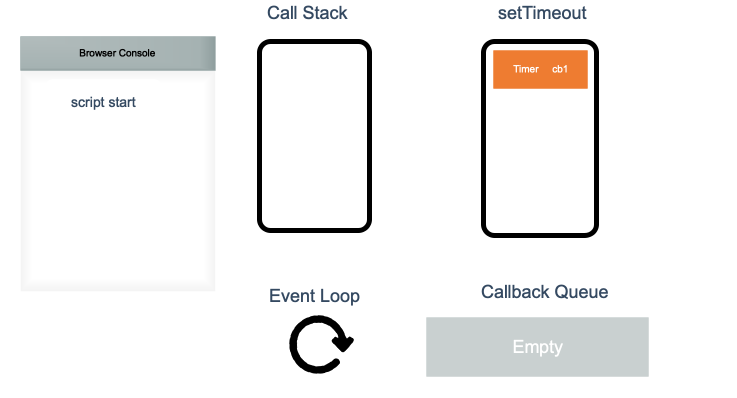 Call Stack
setTimeout
Browser Console
Timer cb1
script start
Event Loop
Callback Queue
Empty